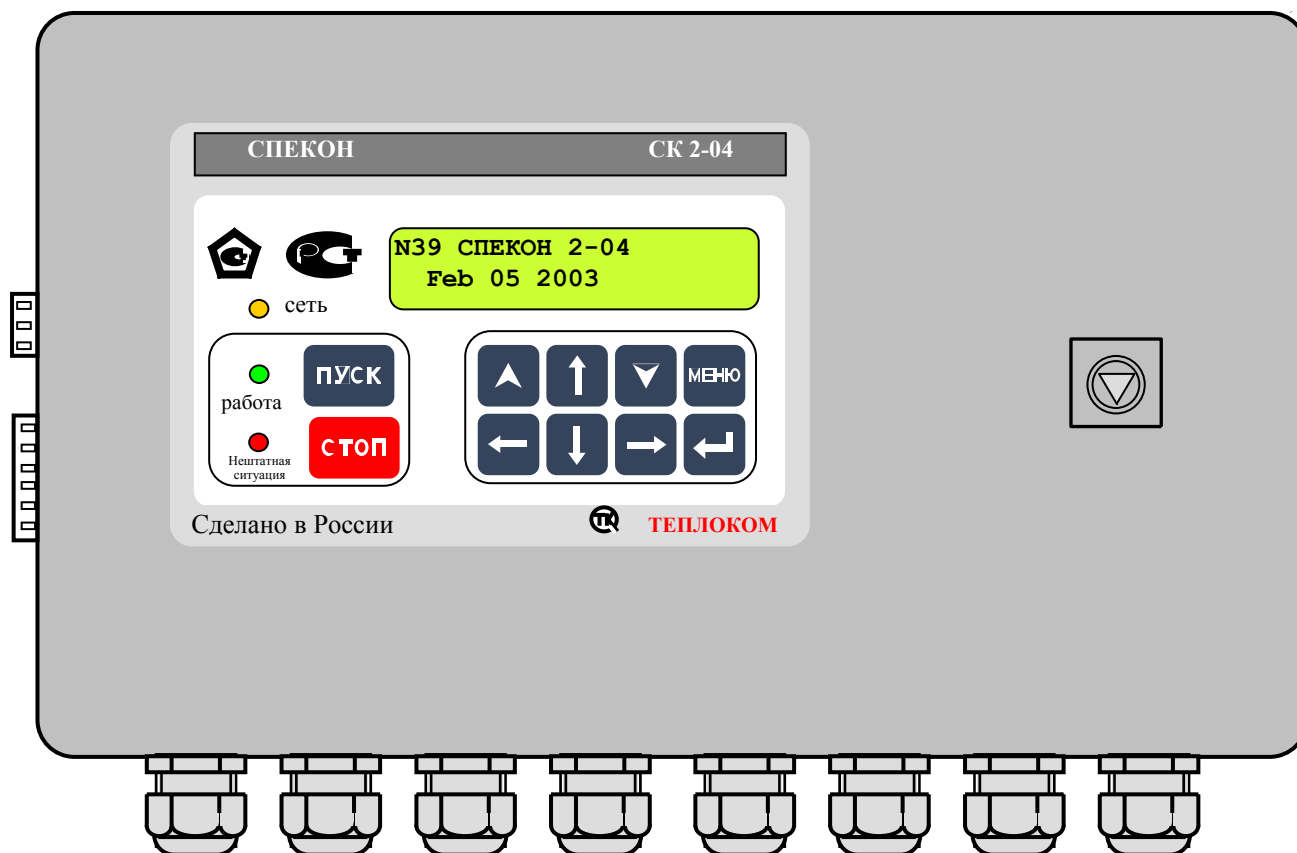 СПЕКОН СК 2-04
N39 СПЕКОН 2-04
Feb 05 2003
сеть
ПУСК
работа
СТОП
Нештатная
ситуация
МЕНЮ
Сделано в России
ТЕПЛОКОМ